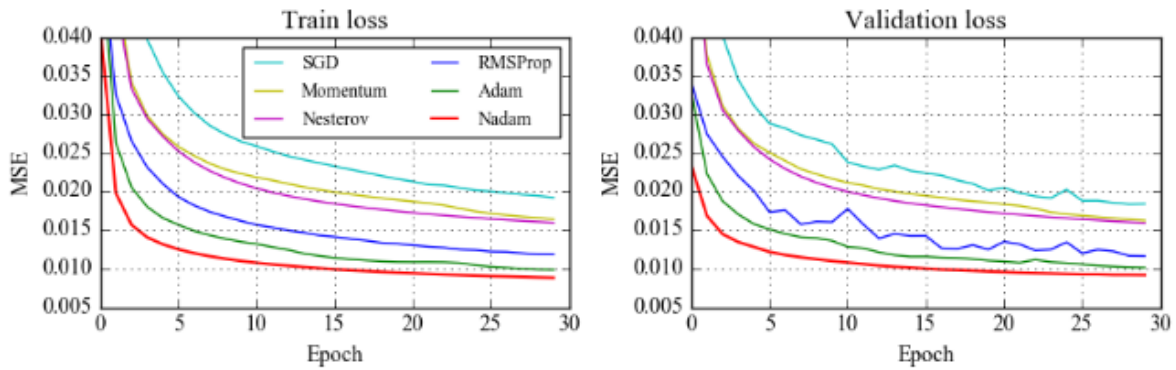 Train loss
MSE
0.040
0.035
0.030
0.025
0.020
0.015
0.010
0.005
SGD
Momentum
Nesterov
RMSProp
Adam
Nadam
0 5 10 15 20 25 30
Epoch
Validation loss
MSE
0.040
0.035
0.030
0.025
0.020
0.015
0.010
0.005
0 5 10 15 20 25 30
Epoch